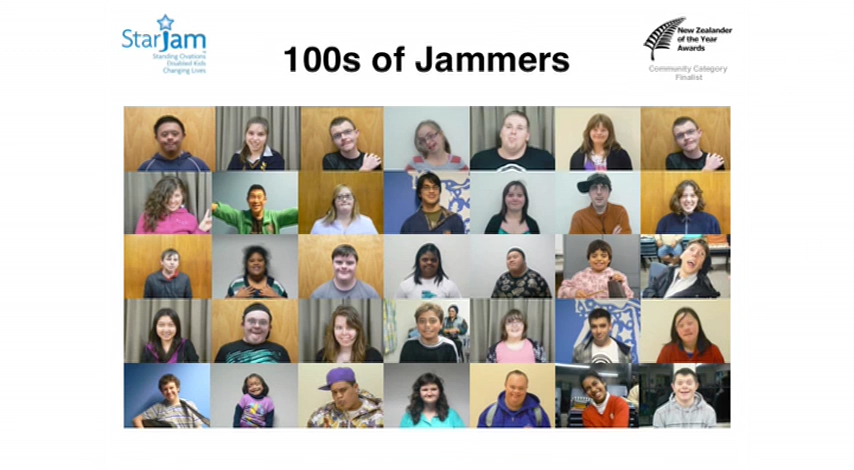 StarJam
Standing Ovations
Disabled Kids
Changing Lives
100s of Jammers
New Zealander
of the Year
Awards
Community Category
Finalist